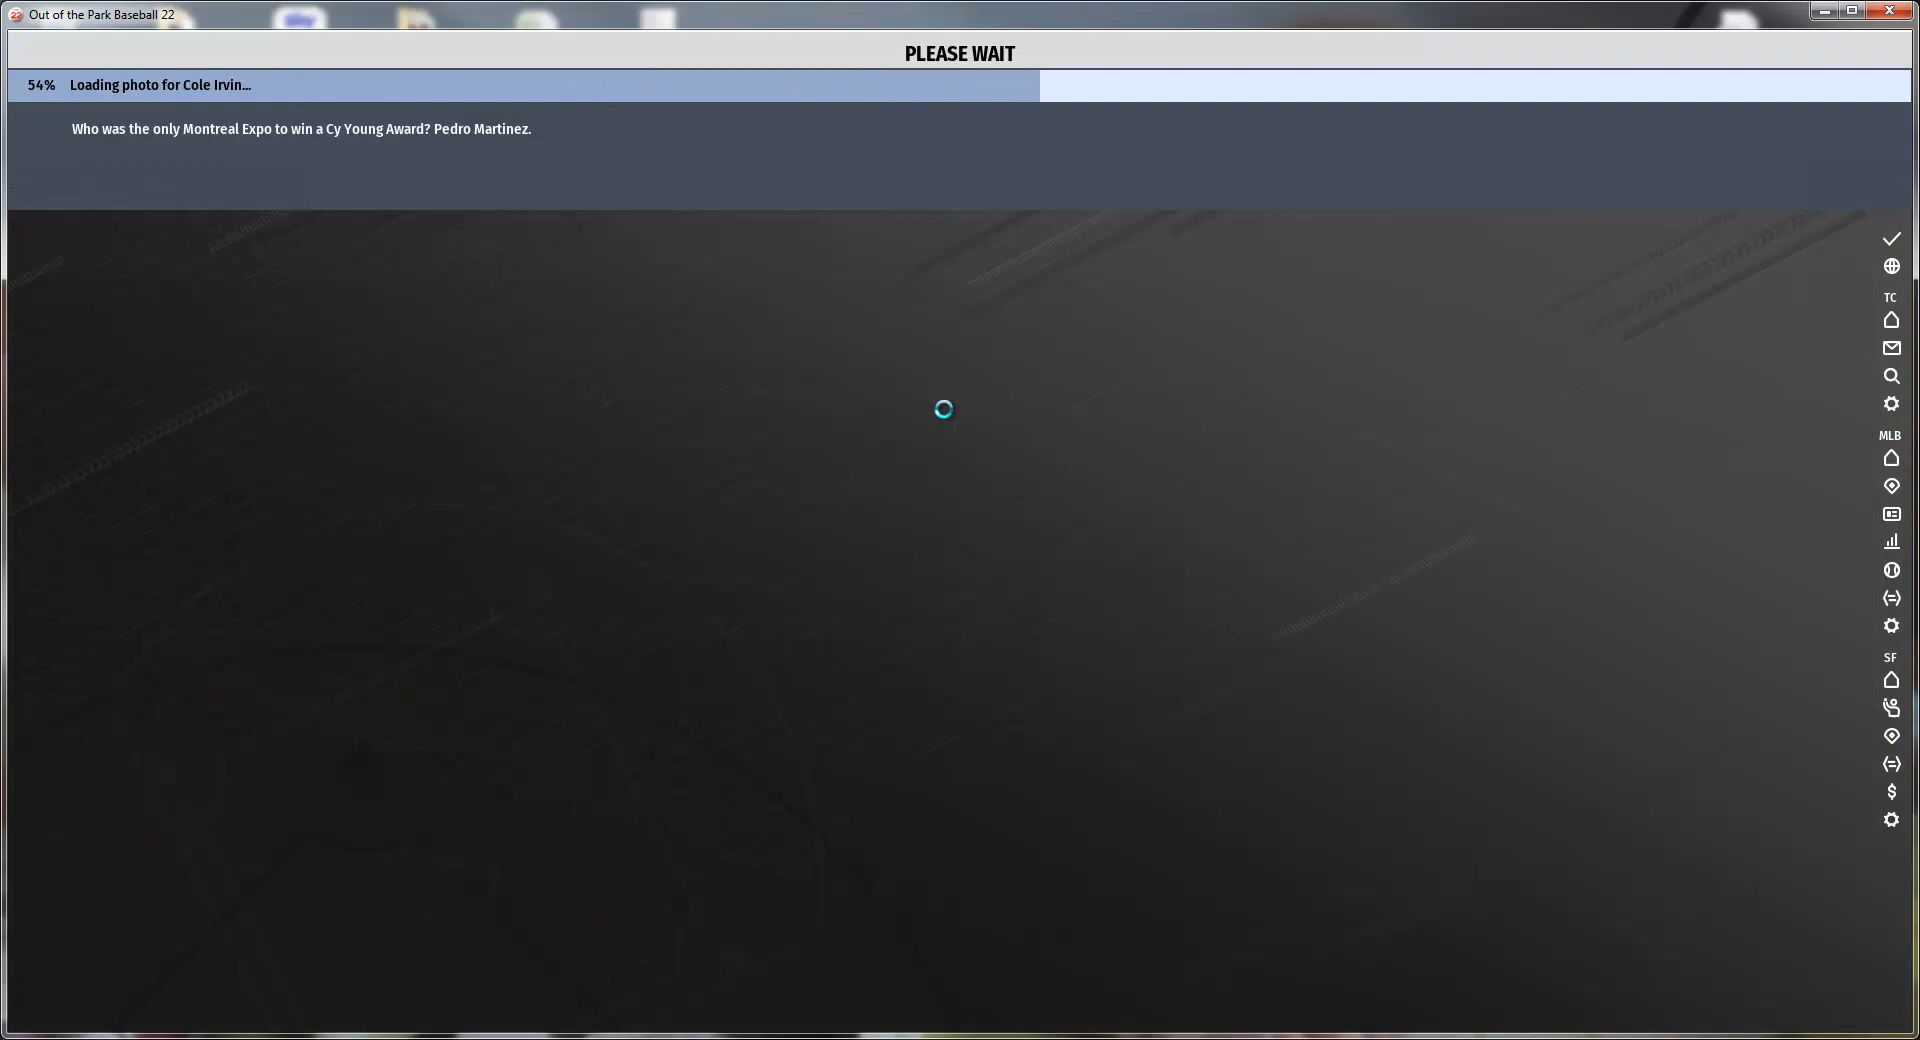 22 Out of the Park Baseball 22
PLEASE WAIT
54% Loading photo for Cole Irvin...
Who was the only Montreal Expo to win a Cy Young Award? Pedro Martinez.
TC
MLB
SF
$